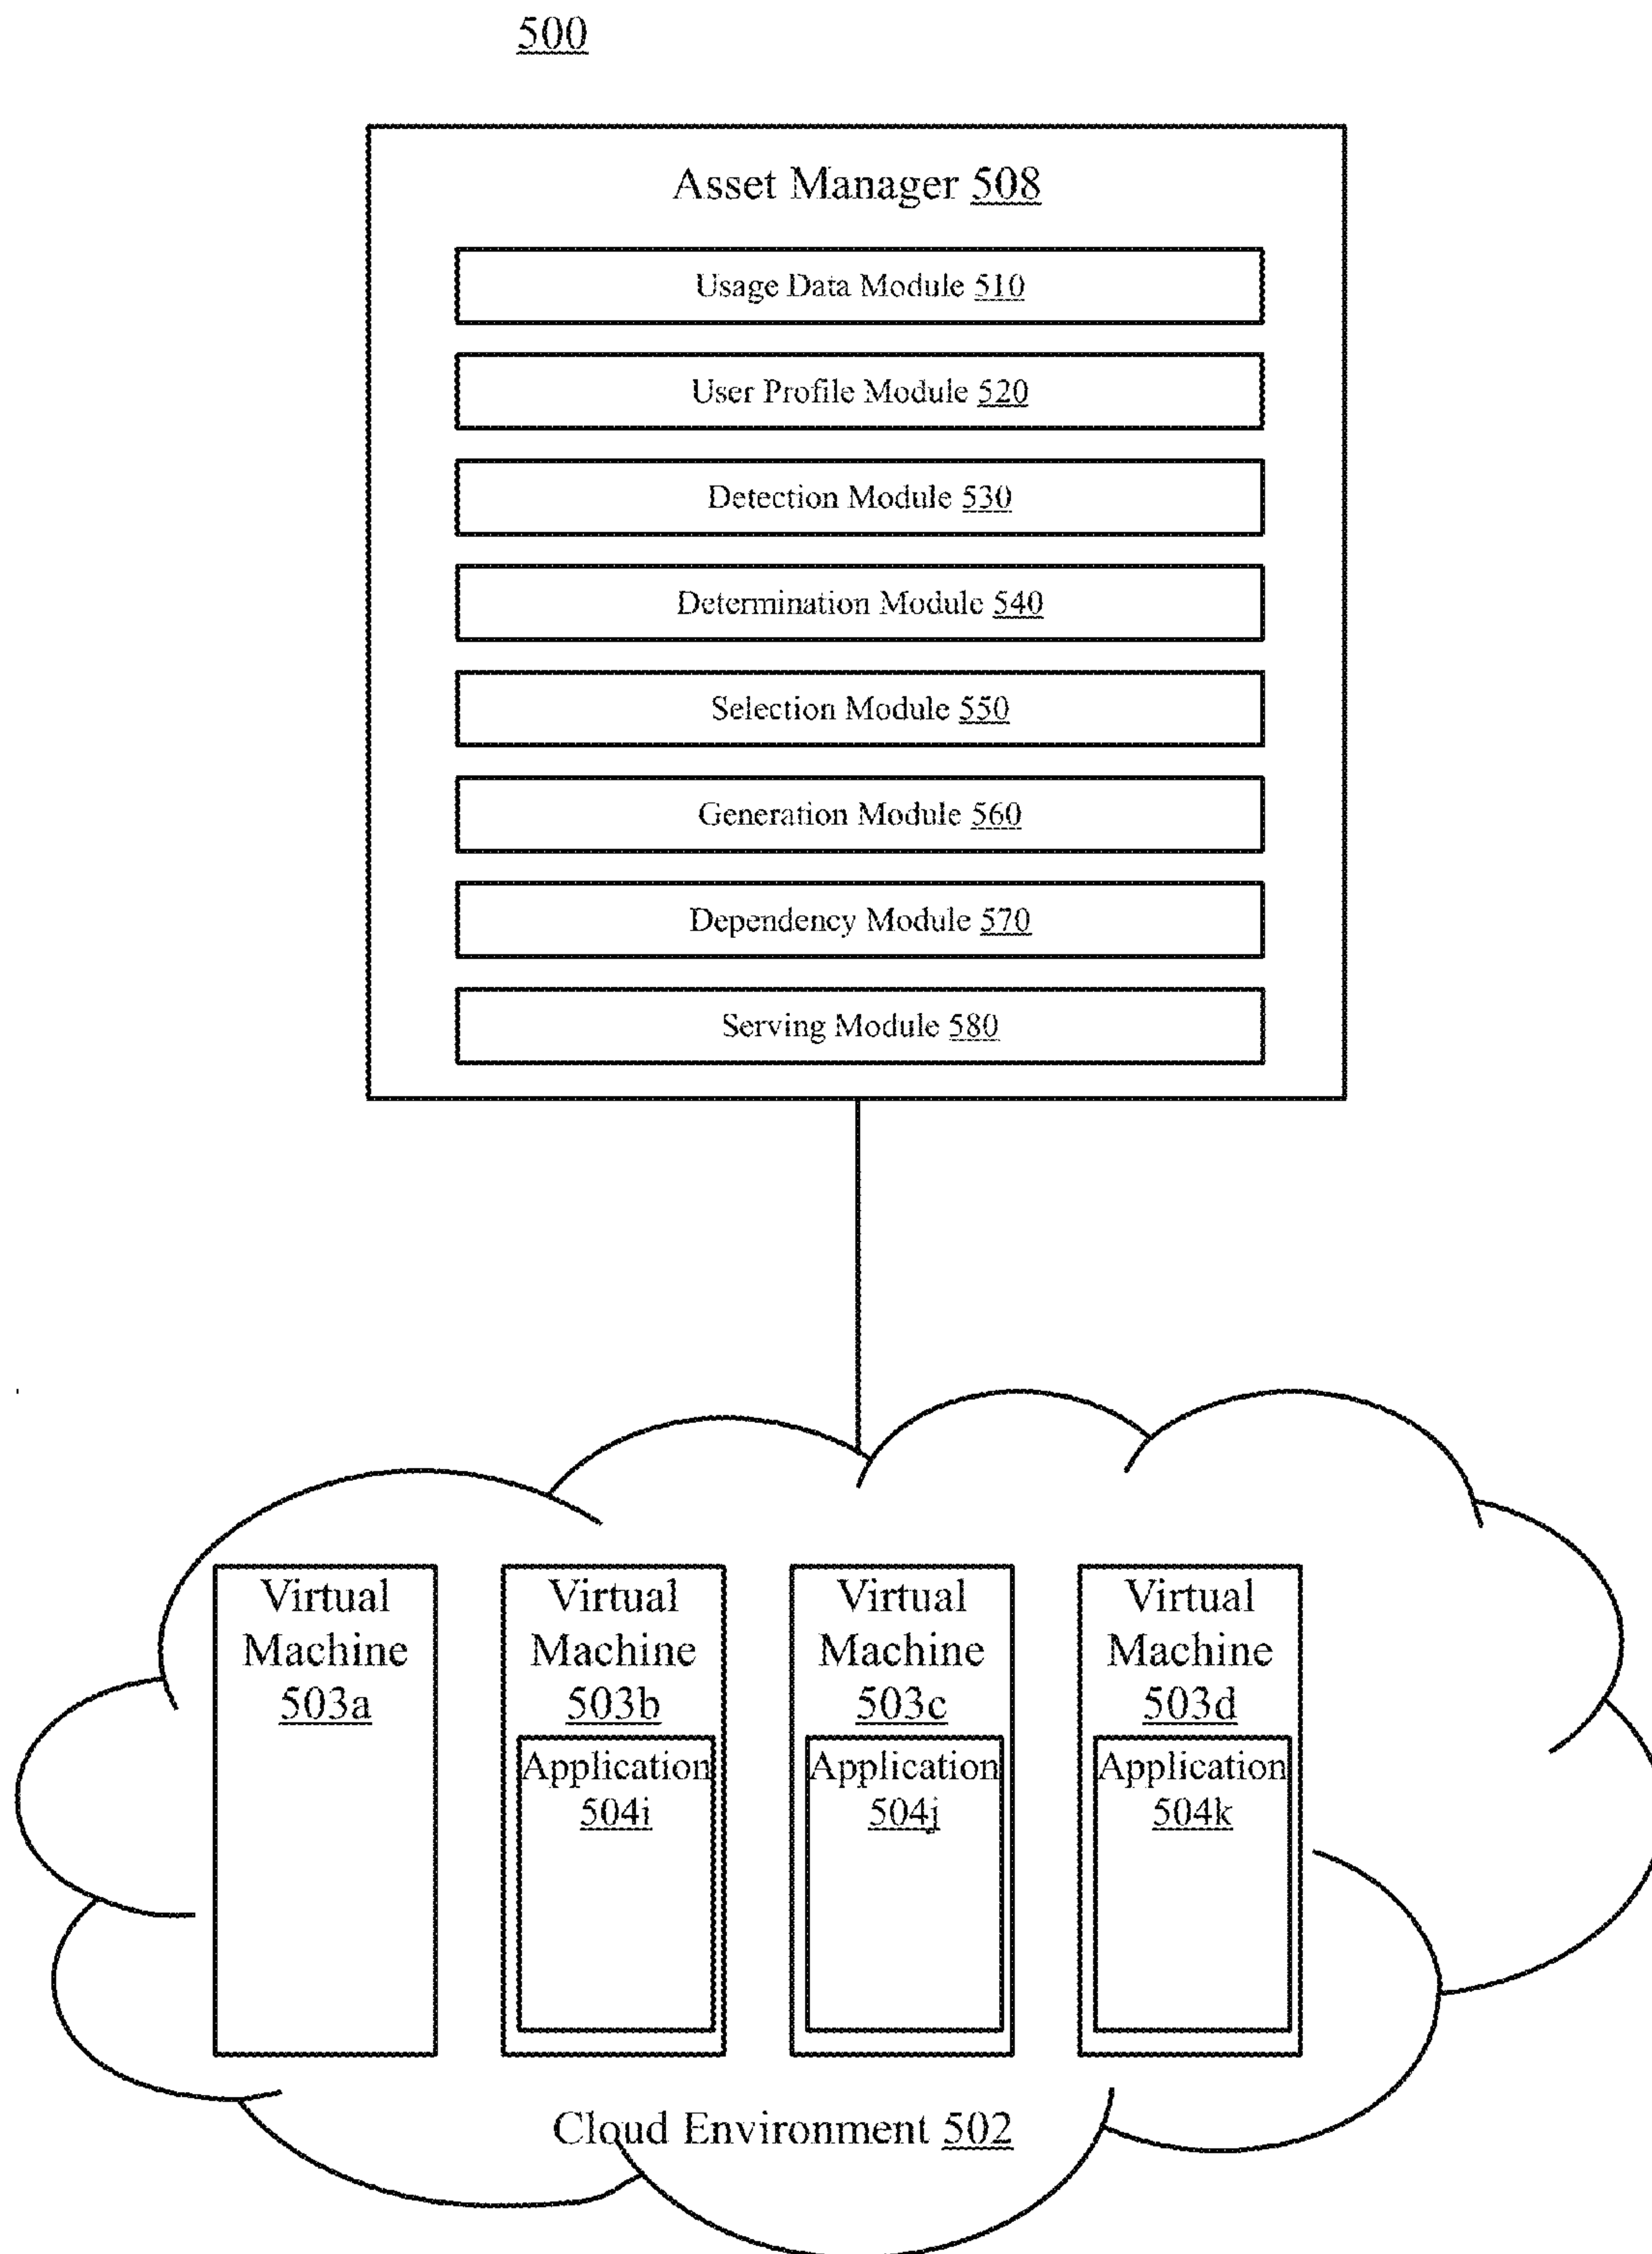 500
Asset Manager 508
Usage Data Module 510
User Profile Module 520
Detection Module 530
Determination Module 540
Selection Module 550
Generation Module 560
Dependency Module 570
Serving Module 580
Virtual
Machine
503a
Virtual
Machine
503b
Application
504i
Virtual
Machine
503c
Application
504j
Virtual
Machine
503d
Application
504k
Cloud Environment 502